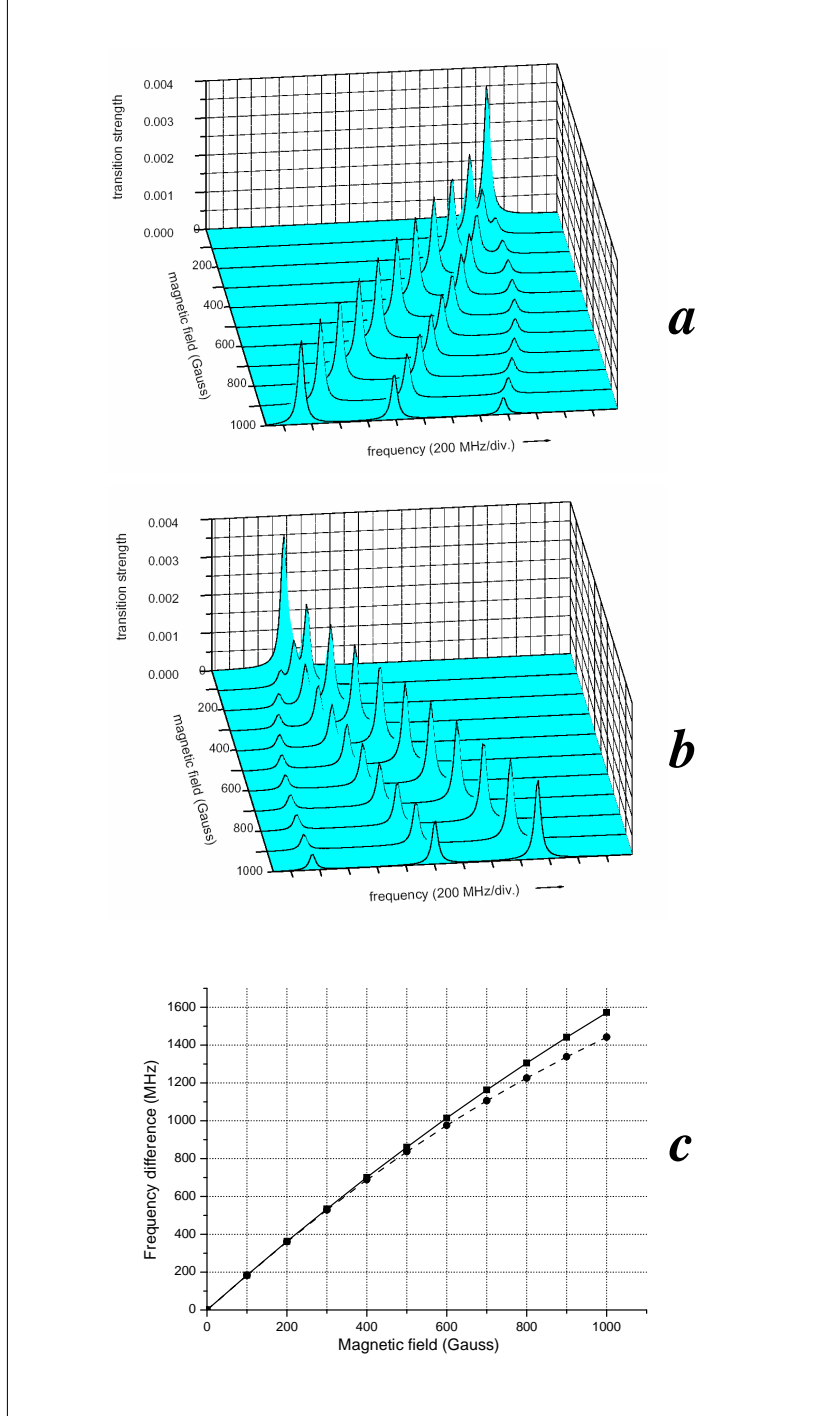 0.004
0.003
0.002
0.001
0.000
transition strength
0
200
400
600
800
1000
magnetic field (Gauss)
frequency (200 MHz/div.)
a
0.004
0.003
0.002
0.001
0.000
transition strength
0
200
400
600
800
1000
magnetic field (Gauss)
frequency (200 MHz/div.)
b
1600
1400
1200
1000
800
600
400
200
0
Frequency difference (MHz)
0 200 400 600 800 1000
Magnetic field (Gauss)
c